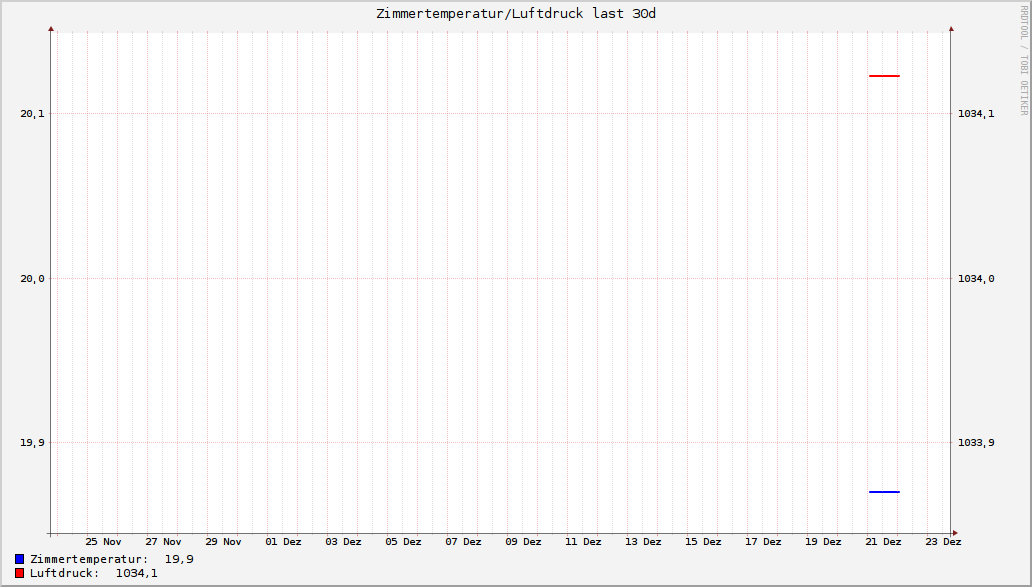 Zimmertemperatur/Luftdruck last 30d
RRDTOOL / TOBI OETIKER
20,1
1034,1
20,0
1034,0
19,9
1033,9
25 Nov 27 Nov 29 Nov 01 Dez 03 Dez 05 Dez 07 Dez 09 Dez 11 Dez 13 Dez 15 Dez 17 Dez 19 Dez 21 Dez 23 Dez
Zimmertemperatur: 19,9
Luftdruck: 1034,1